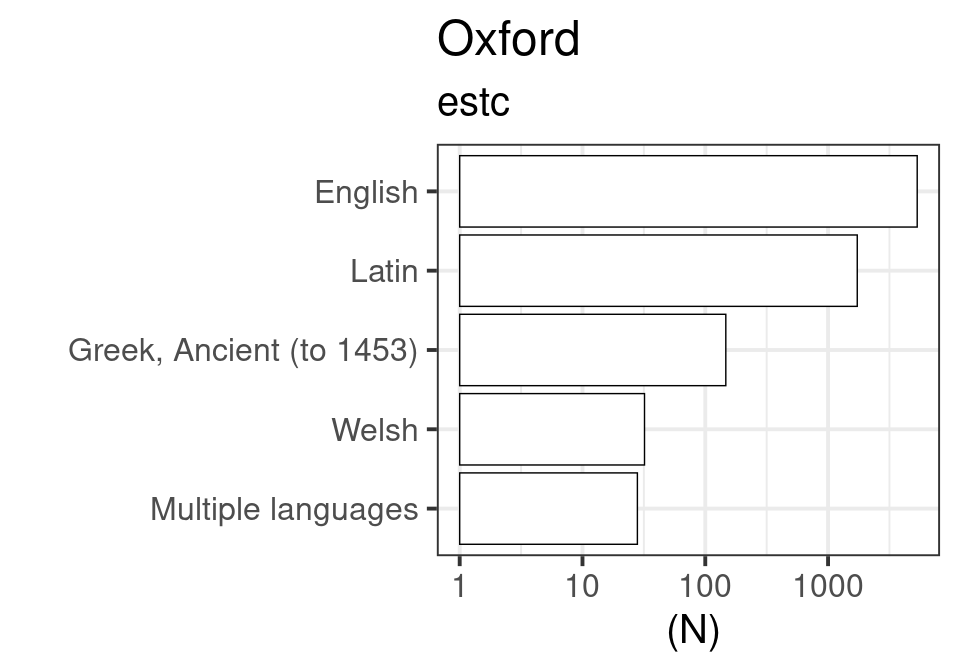 Oxford
estc
English
Latin
Greek, Ancient (to 1453)
Welsh
Multiple languages
1 10 100 1000
(N)